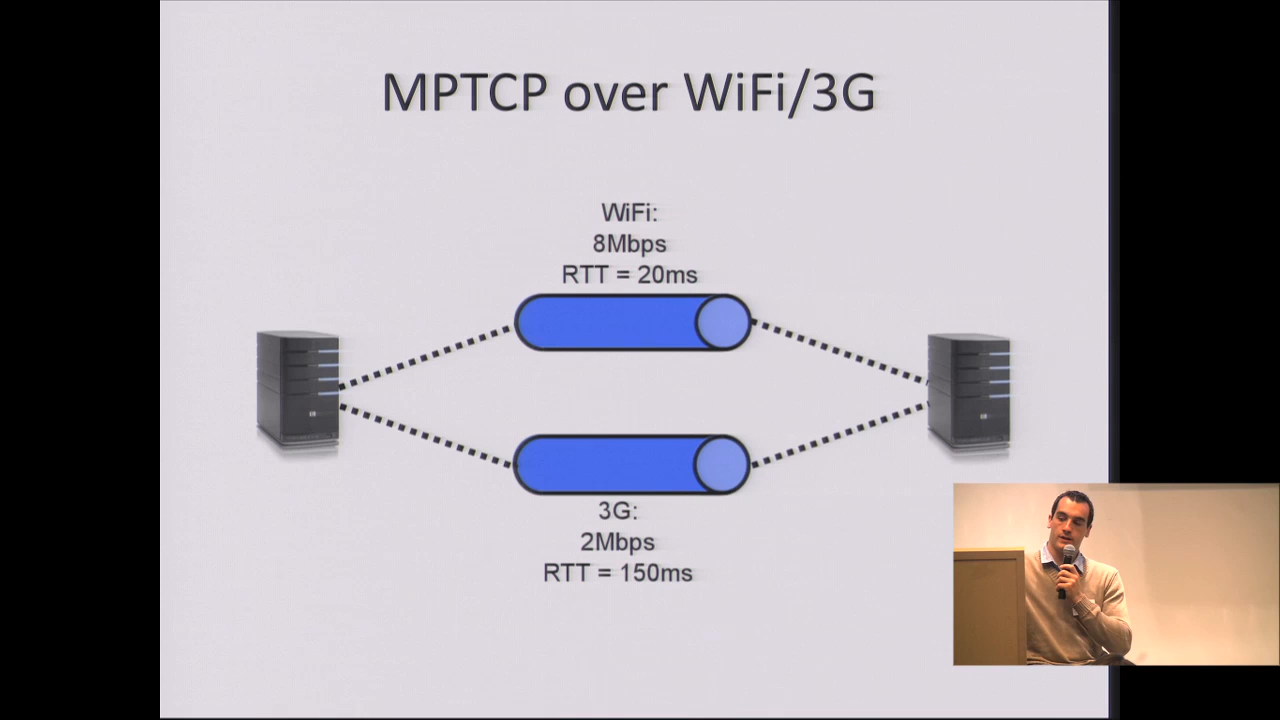 MPTCP over WiFi/3G
WiFi:
8Mbps
RTT = 20ms
3G:
2Mbps
RTT = 150ms